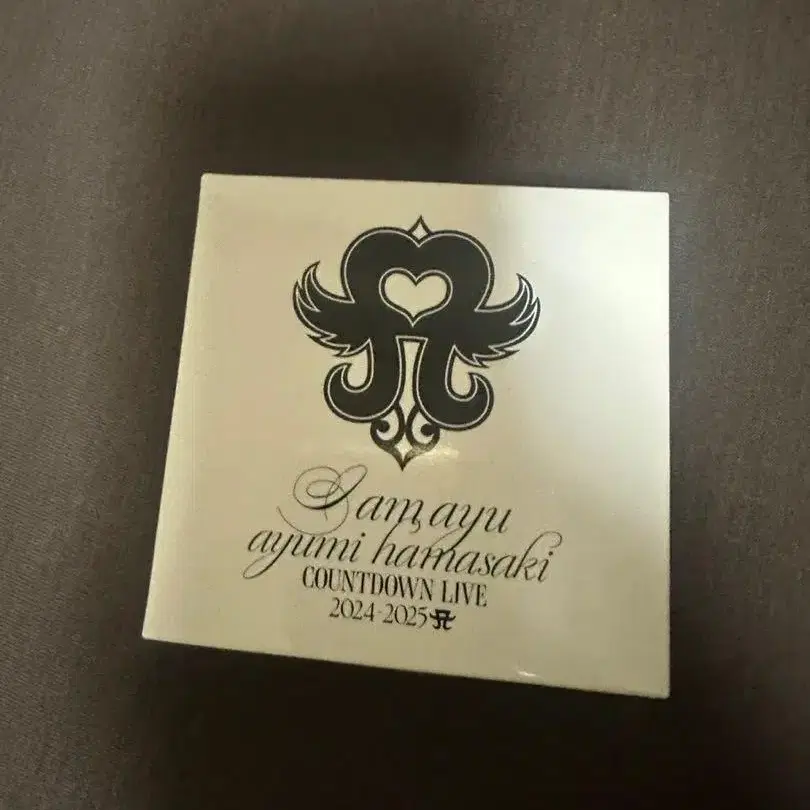 I am ayu
ayumi hamasaki
COUNTDOWN LIVE
2024-2025 A